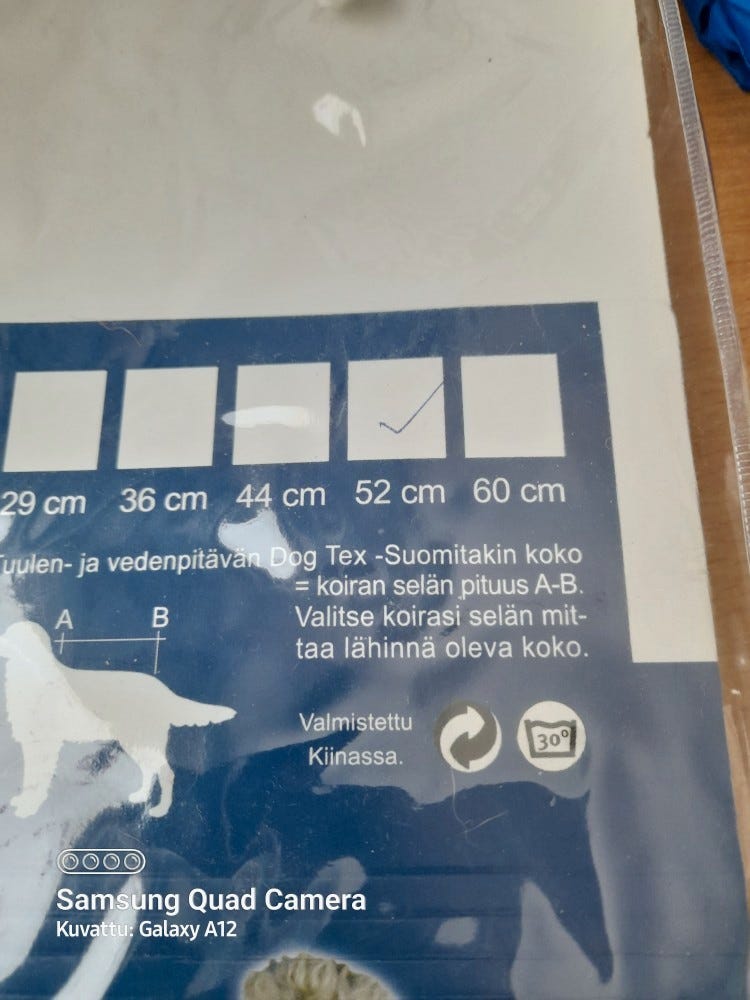 29 cm 36 cm 44 cm 52 cm 60 cm
Tuulen- ja vedenpitävän Dog Tex -Suomitakin koko
= koiran selän pituus A-B.
Valitse koirasi selän mit-
taa lähinnä oleva koko.
A B
Valmistettu
Kiinassa.
30°
Samsung Quad Camera
Kuvattu: Galaxy A12